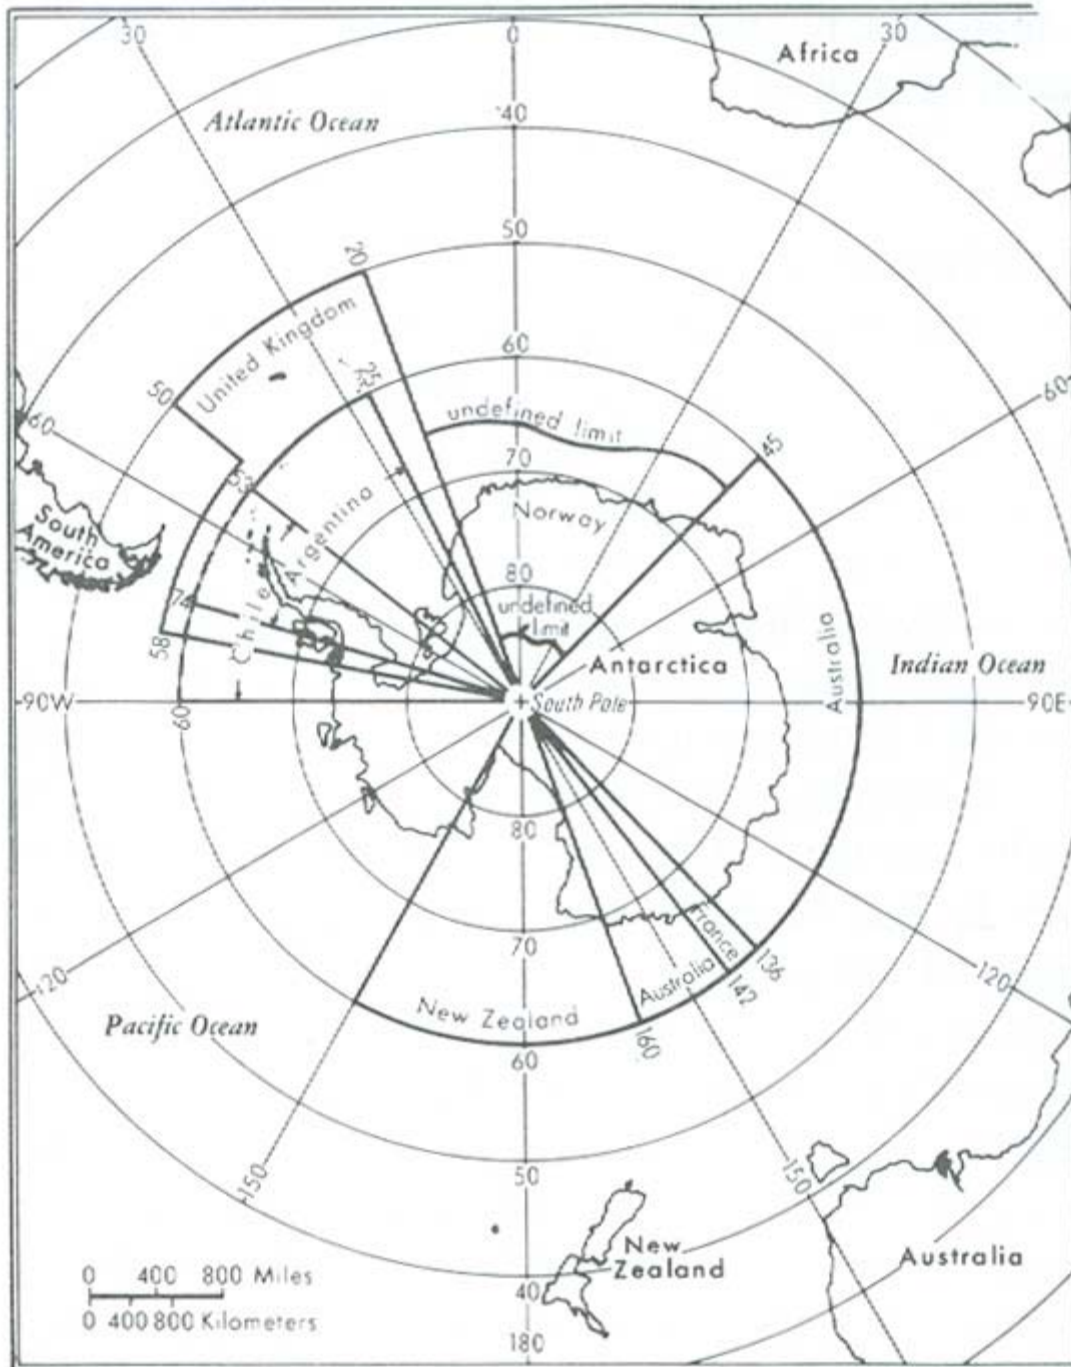 30
0
30
Africa
Atlantic Ocean
40
50
20
United Kingdom
50
60
25
60
60
undefined limit
45
53
70
Norway
South
America
Argentina
Chile
80
undefined
limit
74
58
Antarctica
Australia
Indian Ocean
90W
60
South Pole
90E
80
70
France
136
Australia
142
120
120
New Zealand
160
Pacific Ocean
60
150
50
150
New
Zealand
Australia
0 400 800 Miles
0 400 800 Kilometers
40
180